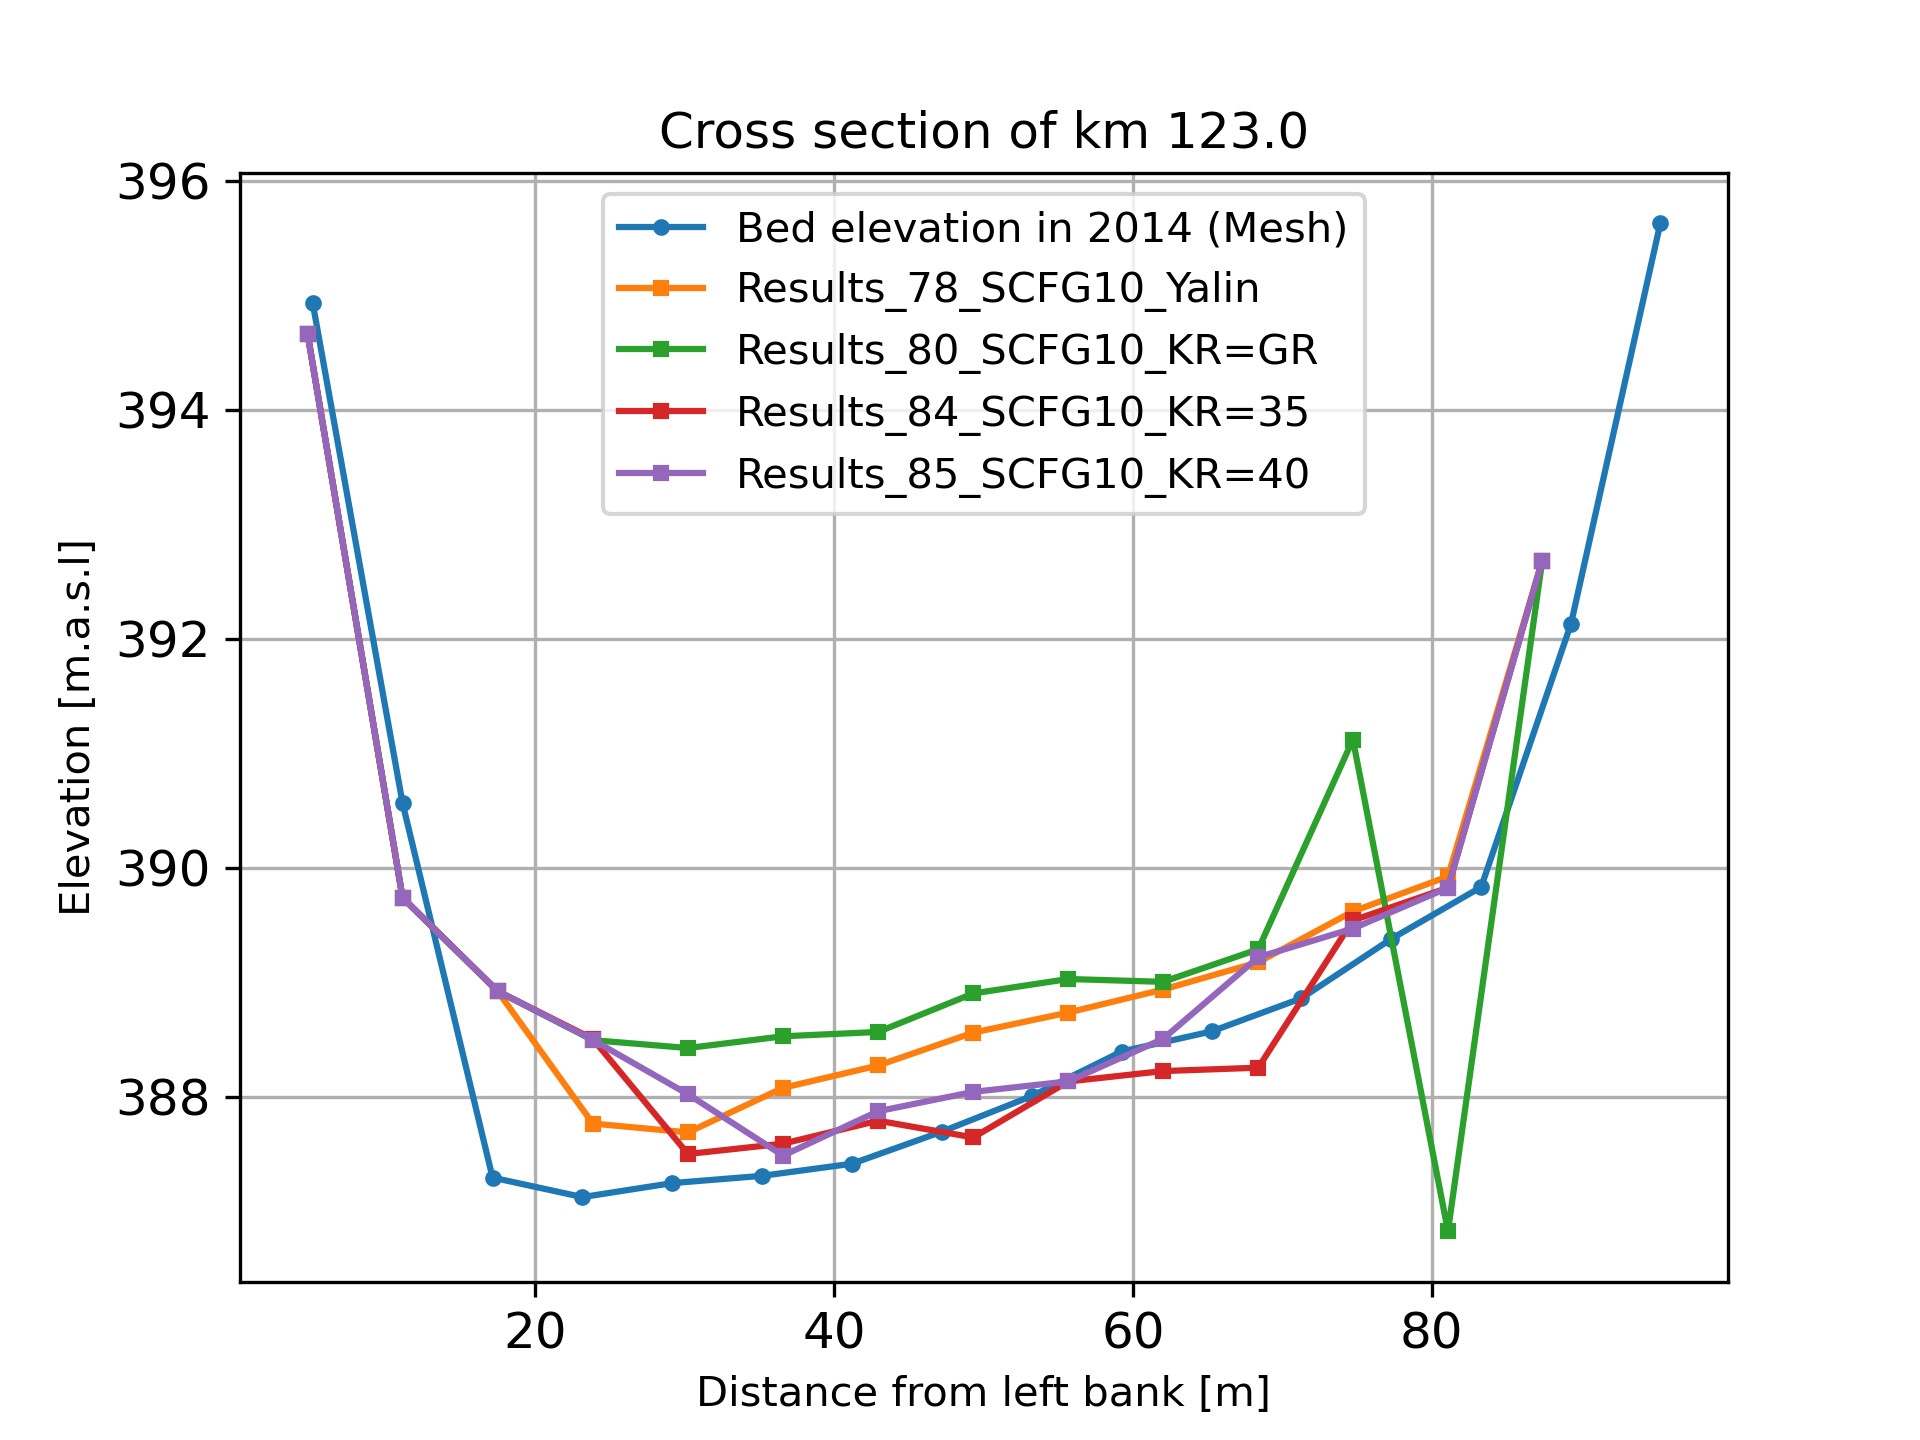 Cross section of km 123.0
396
394
392
390
388
Elevation [m.a.s.l]
Bed elevation in 2014 (Mesh)
Results_78_SCFG10_Yalin
Results_80_SCFG10_KR=GR
Results_84_SCFG10_KR=35
Results_85_SCFG10_KR=40
20 40 60 80
Distance from left bank [m]